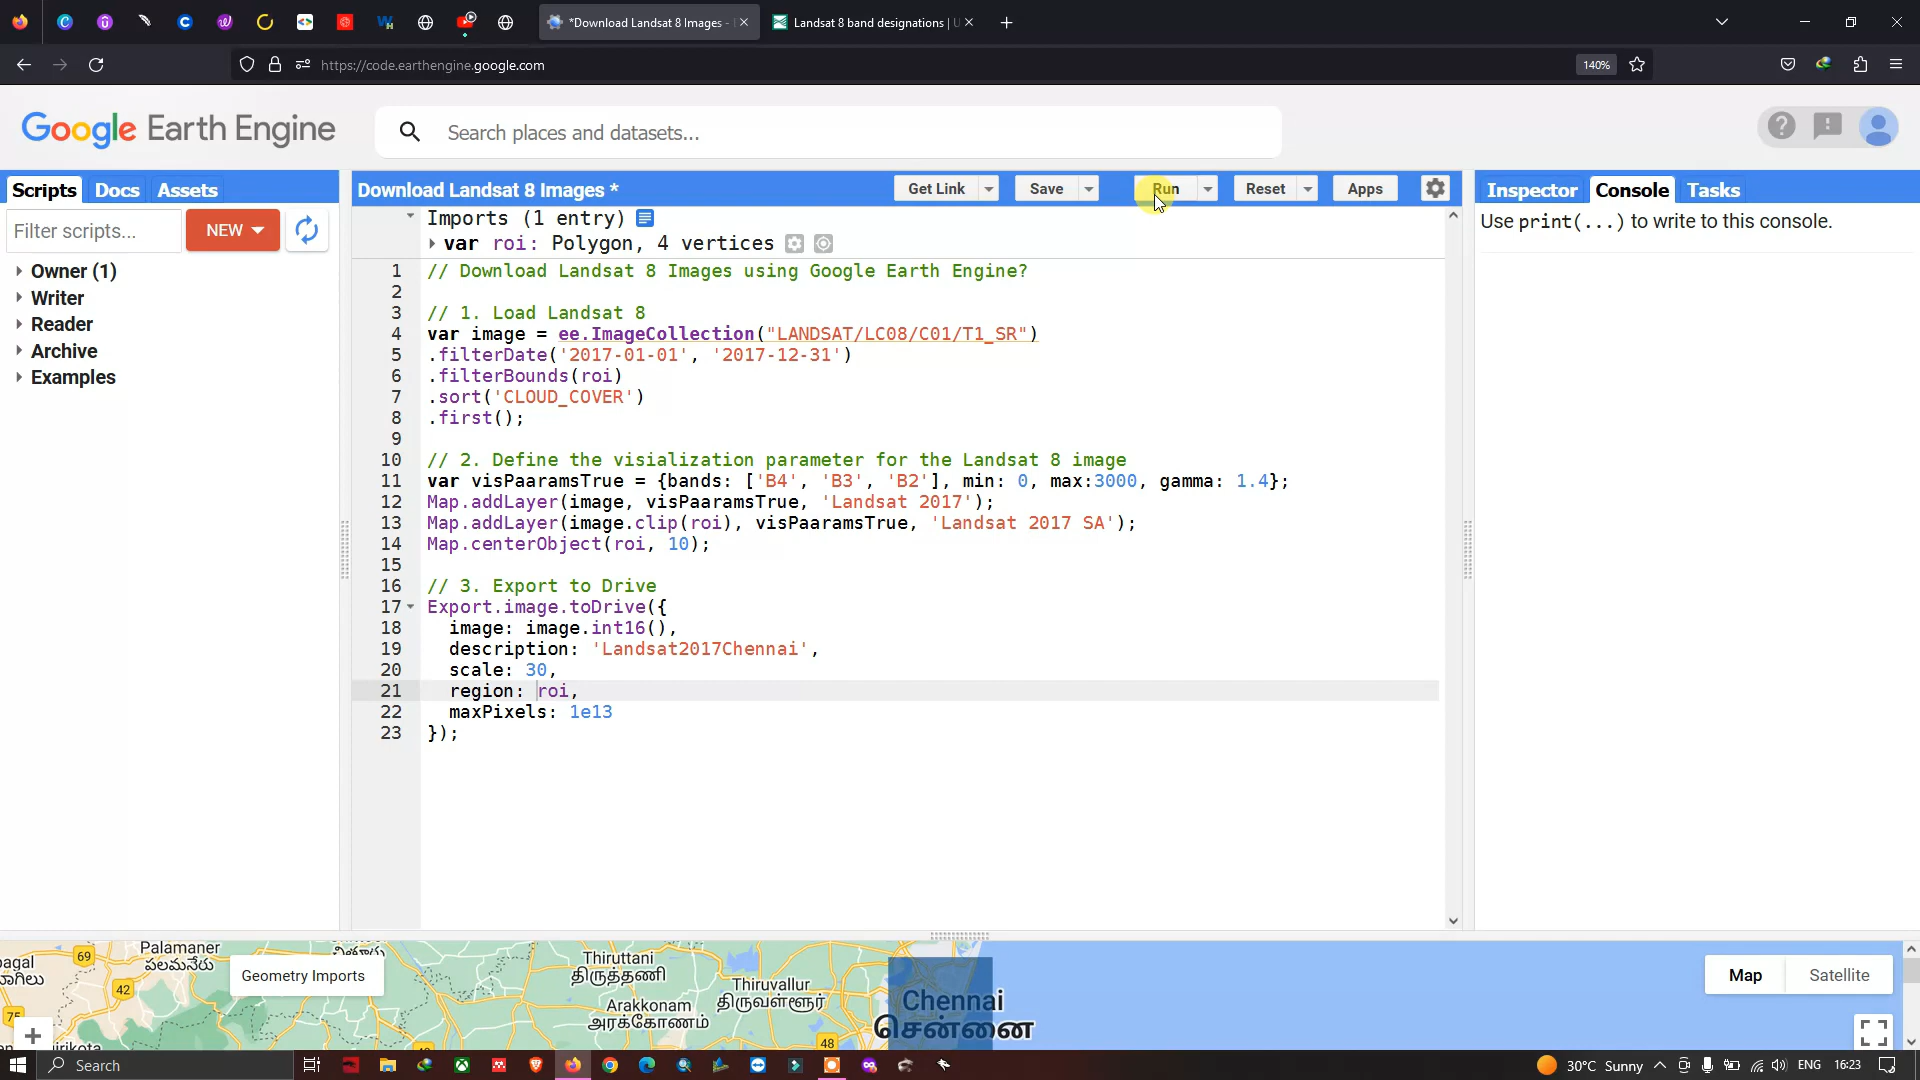 *Download Landsat 8 Images -
Landsat 8 band designations | U
https://code.earthengine.google.com
140%
Google Earth Engine
Search places and datasets...
Scripts
Docs
Assets
Filter scripts...
NEW
Owner (1)
Writer
Reader
Archive
Examples
Download Landsat 8 Images *
Get Link
Save
Run
Reset
Apps
Imports (1 entry)
var roi: Polygon, 4 vertices
1 // Download Landsat 8 Images using Google Earth Engine?
2
3 // 1. Load Landsat 8
4 var image = ee.ImageCollection("LANDSAT/LC08/C01/T1_SR")
5 .filterDate('2017-01-01', '2017-12-31')
6 .filterBounds(roi)
7 .sort('CLOUD_COVER')
8 .first();
9
10 // 2. Define the visialization parameter for the Landsat 8 image
11 var visPaaramsTrue = {bands: ['B4', 'B3', 'B2'], min: 0, max:3000, gamma: 1.4};
12 Map.addLayer(image, visPaaramsTrue, 'Landsat 2017');
13 Map.addLayer(image.clip(roi), visPaaramsTrue, 'Landsat 2017 SA');
14 Map.centerObject(roi, 10);
15
16 // 3. Export to Drive
17 Export.image.toDrive({
18 image: image.int16(),
19 description: 'Landsat2017Chennai',
20 scale: 30,
21 region: roi,
22 maxPixels: 1e13
23 });
Inspector
Console
Tasks
Use print(...) to write to this console.
Palamaner
పలమనేరు
69
42
75
48
Geometry Imports
Thiruttani
திருத்தணி
Arakkonam
அரக்கோணம்
Thiruvallur
திருவள்ளூர்
Chennai
சென்னை
Map
Satellite
Search
30°C Sunny
ENG
16:23